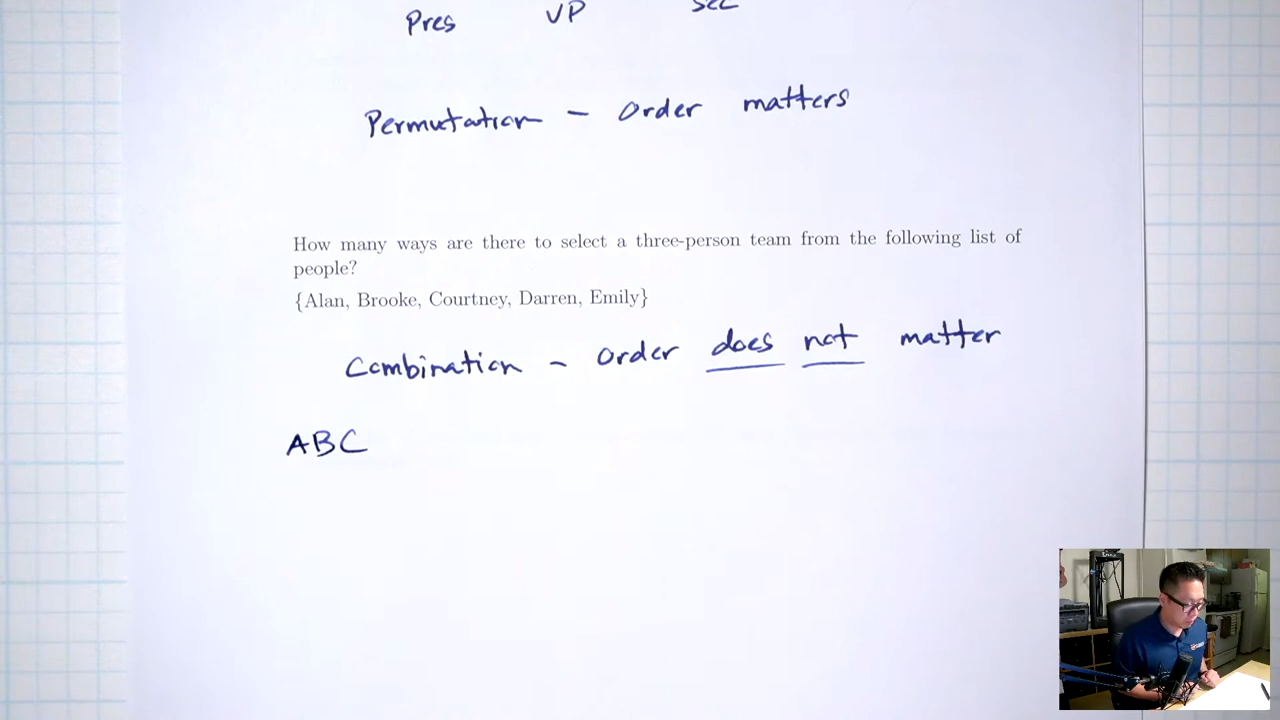 Pres VP Sec
Permutation - Order matters
How many ways are there to select a three-person team from the following list of
people?
{Alan, Brooke, Courtney, Darren, Emily}
Combination - Order does not matter
ABC